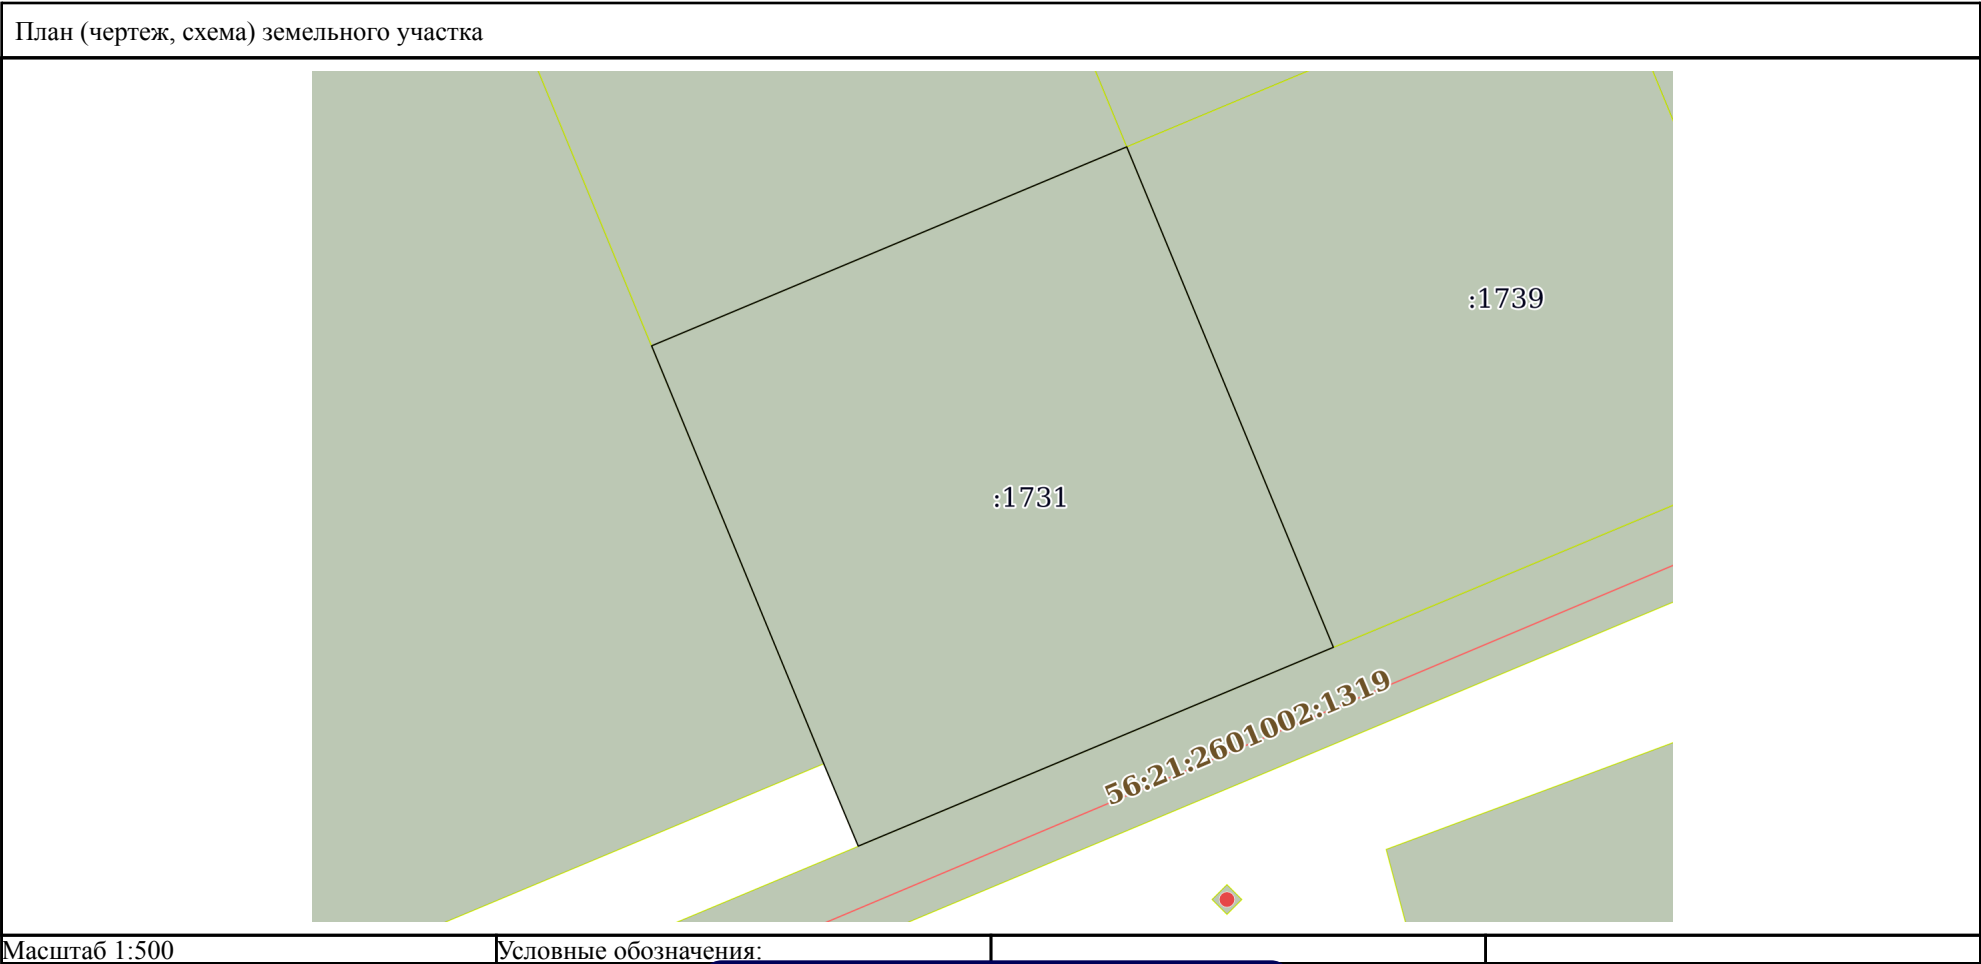 План (чертеж, схема) земельного участка
:1739
:1731
56:21:2601002:1319
Масштаб 1:500
Условные обозначения: